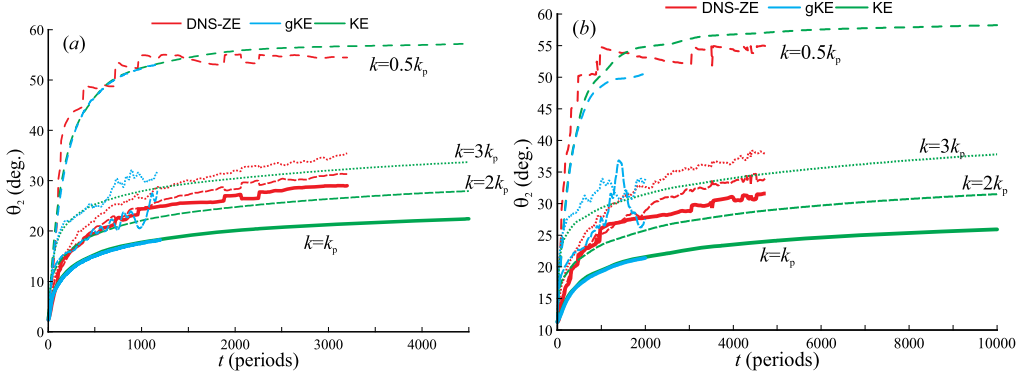 DNS-ZE gKE KE
(a)
θ₂ (deg.)
60
50
40
30
20
10
0
k=0.5kₚ
k=3kₚ
k=2kₚ
k=kₚ
0 1000 2000 3000 4000
t (periods)
DNS-ZE gKE KE
(b)
θ₂ (deg.)
60
55
50
45
40
35
30
25
20
15
10
k=0.5kₚ
k=3kₚ
k=2kₚ
k=kₚ
0 2000 4000 6000 8000 10000
t (periods)